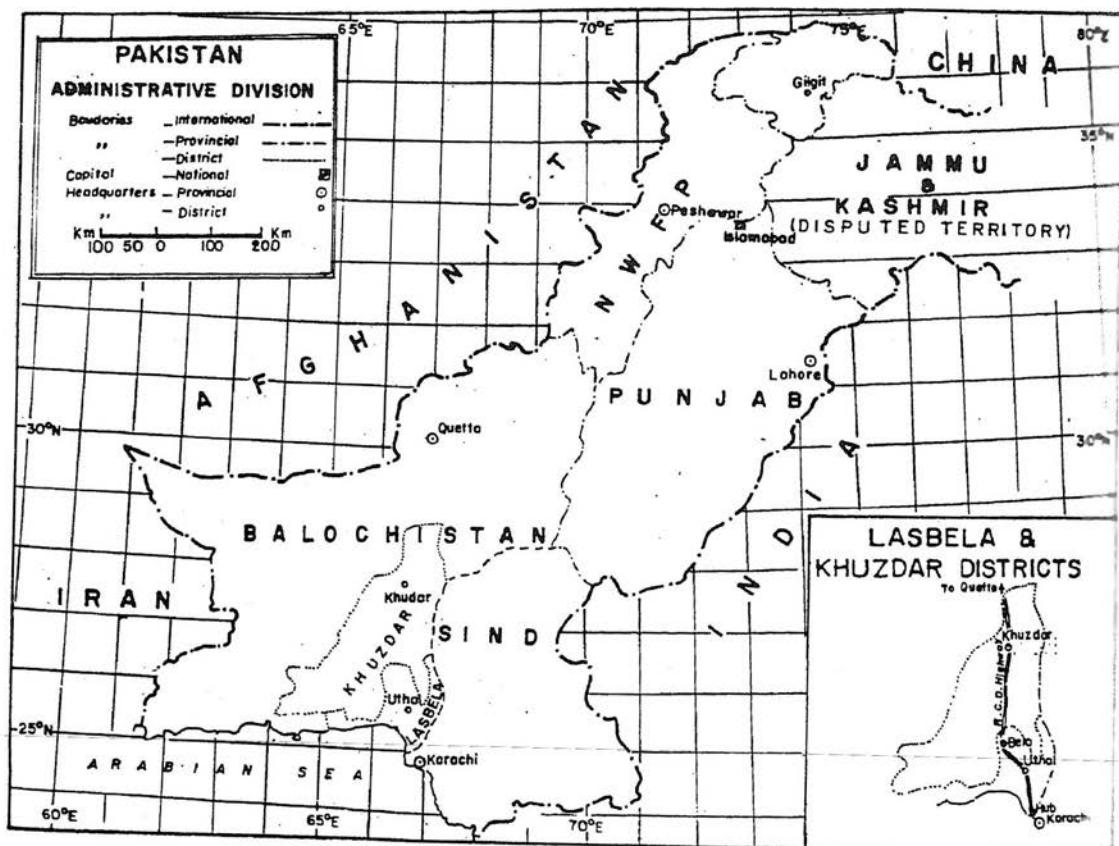 PAKISTAN
ADMINISTRATIVE DIVISION
Boudaries – International
,, – Provincial
– District
Capital – National
Headquarters – Provincial
,, – District
Km Km
100 50 0 100 200
65°E
70°E
75°E
80°E
CHINA
Gilgit
35°N
JAMMU
&
KASHMIR
(DISPUTED TERRITORY)
AFGHANISTAN
NWFP
Peshawar
Islamabad
Lahore
PUNJAB
30°N
30°N
Quetta
BALOCHISTAN
INDIA
IRAN
Khudar
KHUZDAR
SIND
Uthal
LASBELA
25°N
Karachi
ARABIAN SEA
60°E
65°E
70°E
LASBELA &
KHUZDAR DISTRICTS
To Quetta
Khuzdar
R.C.D. Highway
Bela
Uthal
Hub
Karachi